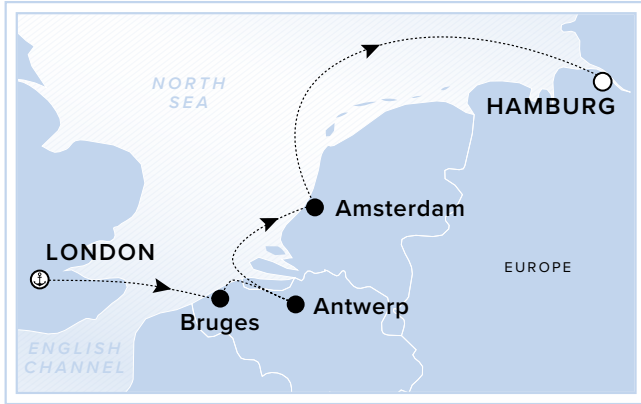 NORTH
SEA
HAMBURG
Amsterdam
LONDON
EUROPE
Bruges
Antwerp
ENGLISH
CHANNEL